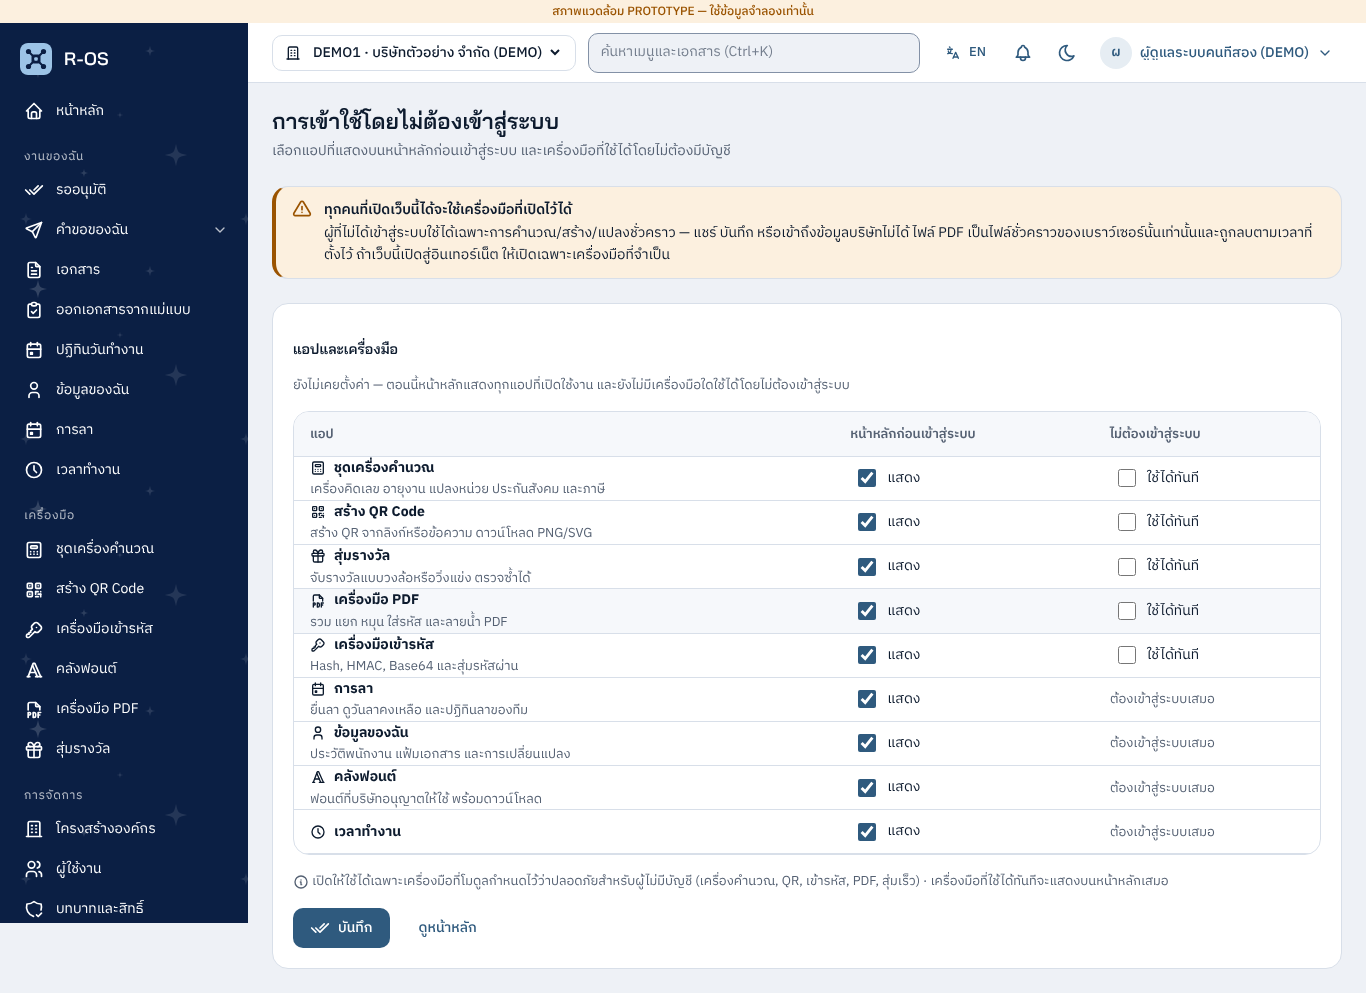 สภาพแวดล้อม PROTOTYPE — ใช้ข้อมูลจำลองเท่านั้น
R-OS
DEMO1 · บริษัทตัวอย่าง จำกัด (DEMO)
ค้นหาเมนูและเอกสาร (Ctrl+K)
EN
ผ
ผู้ดูแลระบบคนที่สอง (DEMO)
หน้าหลัก
งานของฉัน
รออนุมัติ
คำขอของฉัน
เอกสาร
ออกเอกสารจากแม่แบบ
ปฏิทินวันทำงาน
ข้อมูลของฉัน
การลา
เวลาทำงาน
เครื่องมือ
ชุดเครื่องคำนวณ
สร้าง QR Code
เครื่องมือเข้ารหัส
คลังฟอนต์
เครื่องมือ PDF
สุ่มรางวัล
การจัดการ
โครงสร้างองค์กร
ผู้ใช้งาน
บทบาทและสิทธิ์
การเข้าใช้โดยไม่ต้องเข้าสู่ระบบ
เลือกแอปที่แสดงบนหน้าหลักก่อนเข้าสู่ระบบ และเครื่องมือที่ใช้ได้โดยไม่ต้องมีบัญชี
ทุกคนที่เปิดเว็บนี้ได้จะใช้เครื่องมือที่เปิดไว้ได้
ผู้ที่ไม่ได้เข้าสู่ระบบใช้ได้เฉพาะการคำนวณ/สร้าง/แปลงชั่วคราว — แชร์ บันทึก หรือเข้าถึงข้อมูลบริษัทไม่ได้ ไฟล์ PDF เป็นไฟล์ชั่วคราวของเบราว์เซอร์นั้นเท่านั้นและถูกลบตามเวลาที่
ตั้งไว้ ถ้าเว็บนี้เปิดสู่อินเทอร์เน็ต ให้เปิดเฉพาะเครื่องมือที่จำเป็น
แอปและเครื่องมือ
ยังไม่เคยตั้งค่า — ตอนนี้หน้าหลักแสดงทุกแอปที่เปิดใช้งาน และยังไม่มีเครื่องมือใดใช้ได้โดยไม่ต้องเข้าสู่ระบบ
แอป หน้าหลักก่อนเข้าสู่ระบบ ไม่ต้องเข้าสู่ระบบ
ชุดเครื่องคำนวณ
เครื่องคิดเลข อายุงาน แปลงหน่วย ประกันสังคม และภาษี
แสดง ใช้ได้ทันที
สร้าง QR Code
สร้าง QR จากลิงก์หรือข้อความ ดาวน์โหลด PNG/SVG
แสดง ใช้ได้ทันที
สุ่มรางวัล
จับรางวัลแบบวงล้อหรือวิ่งแข่ง ตรวจซ้ำได้
แสดง ใช้ได้ทันที
เครื่องมือ PDF
รวม แยก หมุน ใส่รหัส และลายน้ำ PDF
แสดง ใช้ได้ทันที
เครื่องมือเข้ารหัส
Hash, HMAC, Base64 และสุ่มรหัสผ่าน
แสดง ใช้ได้ทันที
การลา
ยื่นลา ดูวันลาคงเหลือ และปฏิทินลาของทีม
แสดง ต้องเข้าสู่ระบบเสมอ
ข้อมูลของฉัน
ประวัติพนักงาน แฟ้มเอกสาร และการเปลี่ยนแปลง
แสดง ต้องเข้าสู่ระบบเสมอ
คลังฟอนต์
ฟอนต์ที่บริษัทอนุญาตให้ใช้ พร้อมดาวน์โหลด
แสดง ต้องเข้าสู่ระบบเสมอ
เวลาทำงาน
แสดง ต้องเข้าสู่ระบบเสมอ
เปิดให้ใช้ได้เฉพาะเครื่องมือที่โมดูลกำหนดไว้ว่าปลอดภัยสำหรับผู้ไม่มีบัญชี (เครื่องคำนวณ, QR, เข้ารหัส, PDF, สุ่มเร็ว) · เครื่องมือที่ใช้ได้ทันทีจะแสดงบนหน้าหลักเสมอ
บันทึก ดูหน้าหลัก